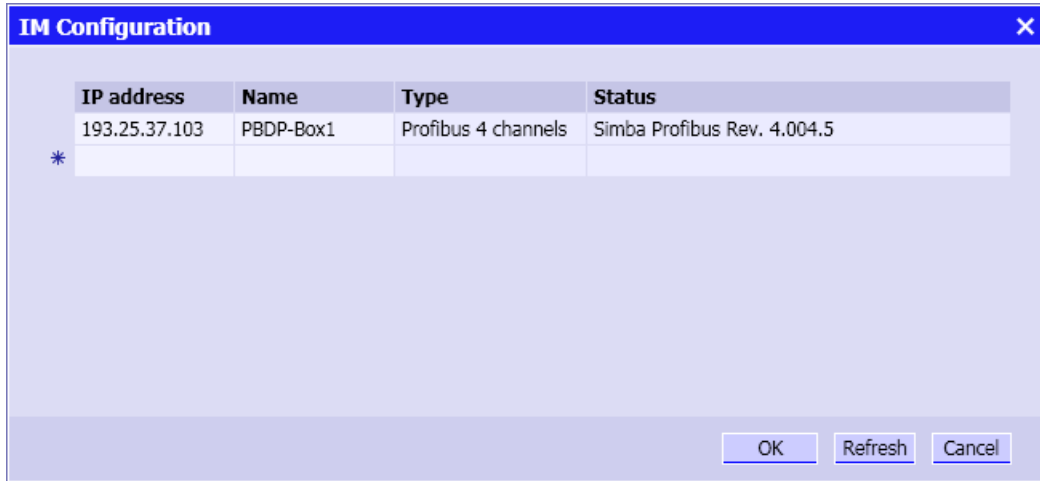 IM Configuration
IP address Name Type Status
193.25.37.103 PBDP-Box1 Profibus 4 channels Simba Profibus Rev. 4.004.5
OK Refresh Cancel